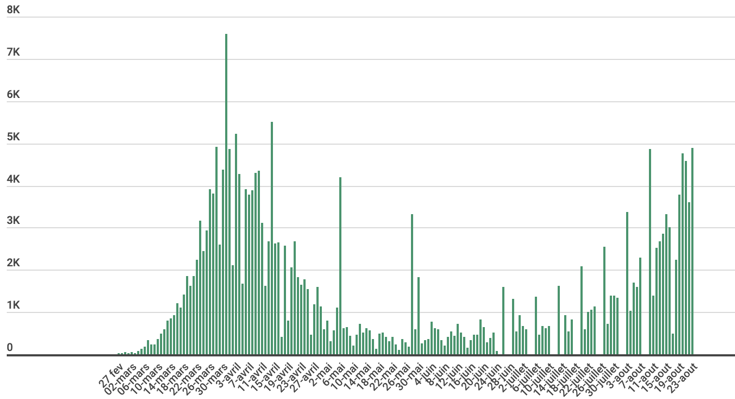 8K
7K
6K
5K
4K
3K
2K
1K
0
27 fev
02-mars
06-mars
10-mars
14-mars
18-mars
22-mars
26-mars
30-mars
3-avril
7-avril
11-avril
15-avril
19-avril
23-avril
27-avril
2-mai
6-mai
10-mai
14-mai
18-mai
22-mai
26-mai
30-mai
4-juin
8-juin
12-juin
16-juin
20-juin
24-juin
28-juin
2-juillet
6-juillet
10-juillet
14-juillet
18-juillet
22-juillet
26-juillet
30-juillet
3-aout
7-aout
11-aout
15-aout
19-aout
23-aout